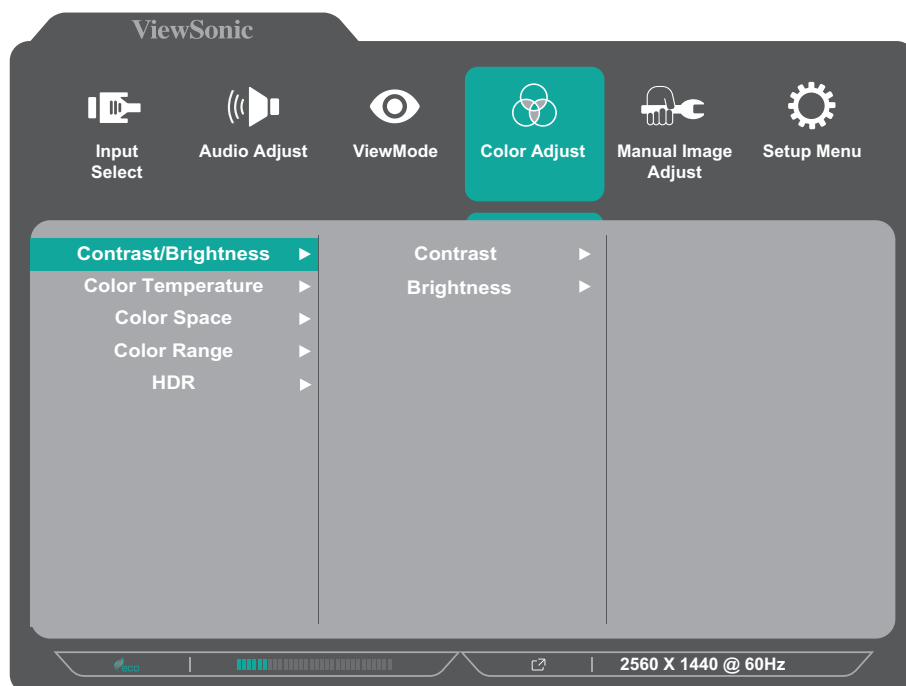 ViewSonic
Input
Select
Audio Adjust
ViewMode
Color Adjust
Manual Image
Adjust
Setup Menu
Contrast/Brightness
Color Temperature
Color Space
Color Range
HDR
Contrast
Brightness
eco
2560 X 1440 @ 60Hz